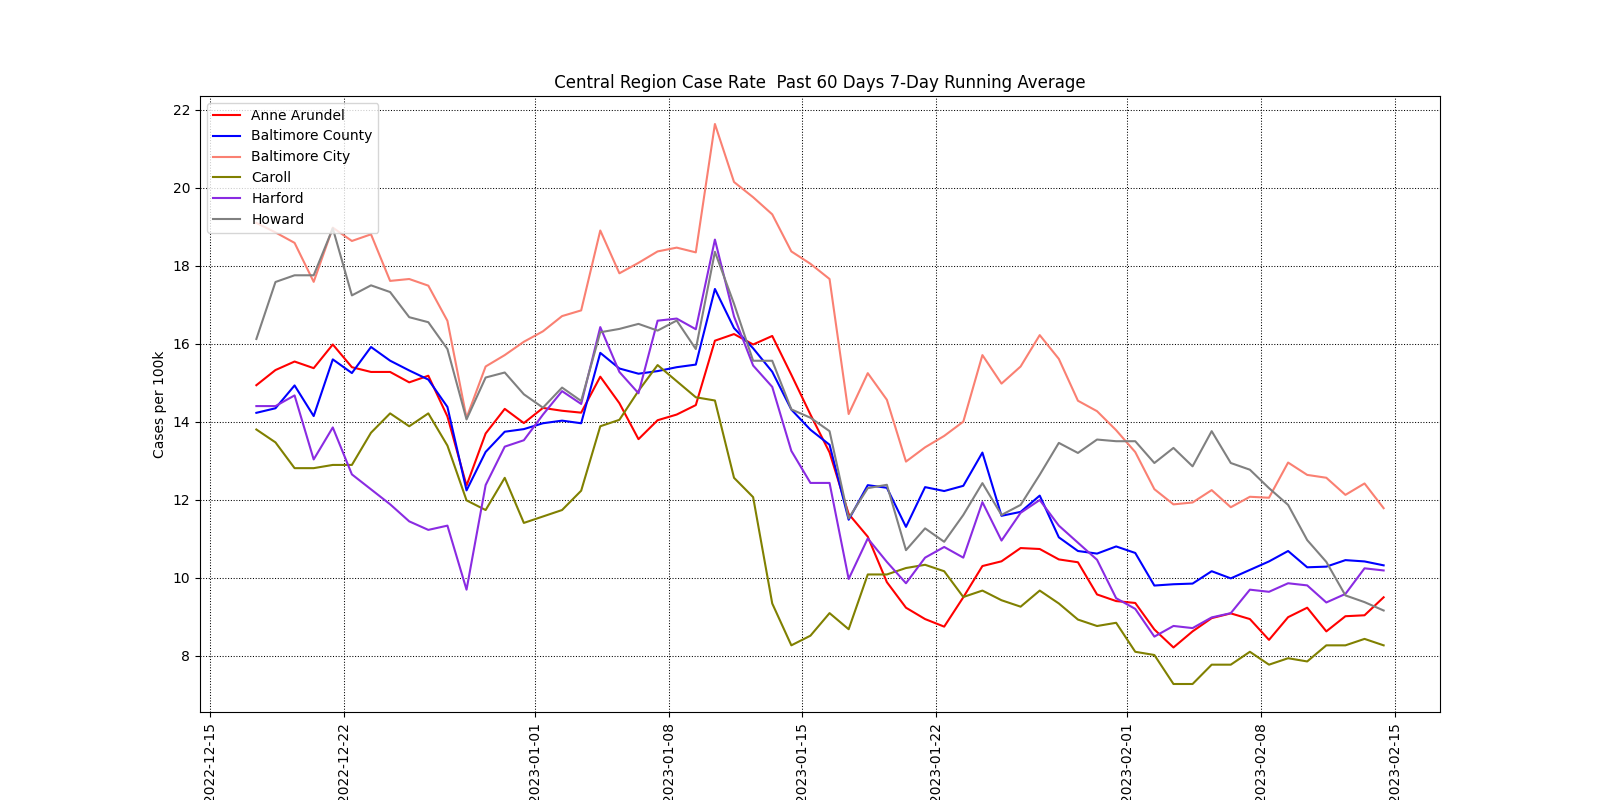 Central Region Case Rate  Past 60 Days 7-Day Running Average
Anne Arundel
Baltimore County
Baltimore City
Caroll
Harford
Howard
Cases per 100k
22
20
18
16
14
12
10
8
2022-12-15
2022-12-22
2023-01-01
2023-01-08
2023-01-15
2023-01-22
2023-02-01
2023-02-08
2023-02-15